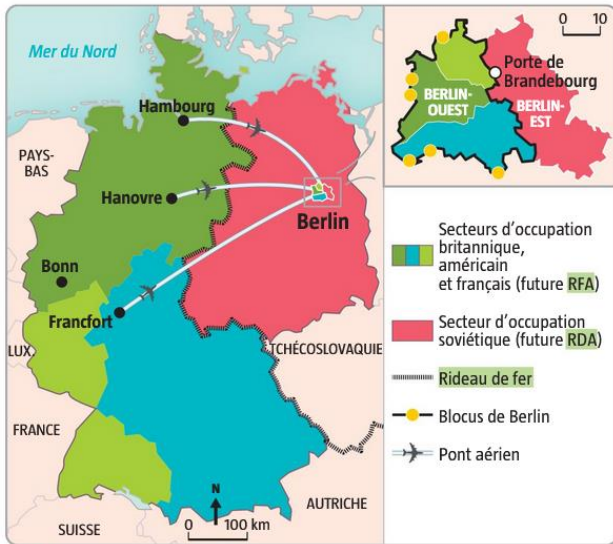 Mer du Nord
Hambourg
PAYS-
BAS
Hanovre
Berlin
Bonn
Francfort
LUX.
TCHÉCOSLOVAQUIE
FRANCE
N
0 100 km
AUTRICHE
SUISSE
0 10
Porte de
Brandebourg
BERLIN-
OUEST
BERLIN-
EST
Secteurs d'occupation
britannique,
américain
et français (future RFA)
Secteur d'occupation
soviétique (future RDA)
Rideau de fer
Blocus de Berlin
Pont aérien